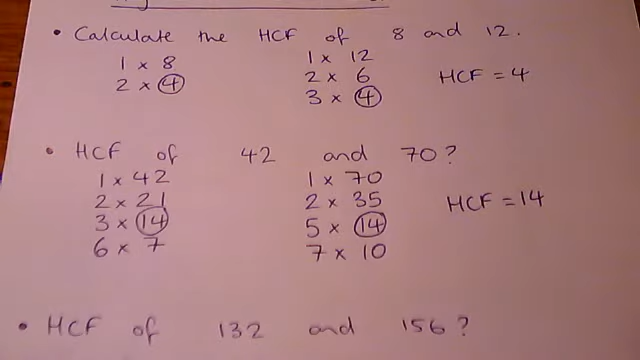 • Calculate the HCF of 8 and 12.
1 × 8 1 × 12
2 × 4 2 × 6 HCF = 4
3 × 4
• HCF of 42 and 70?
1 × 42 1 × 70
2 × 21 2 × 35 HCF = 14
3 × 14 5 × 14
6 × 7 7 × 10
• HCF of 132 and 156?